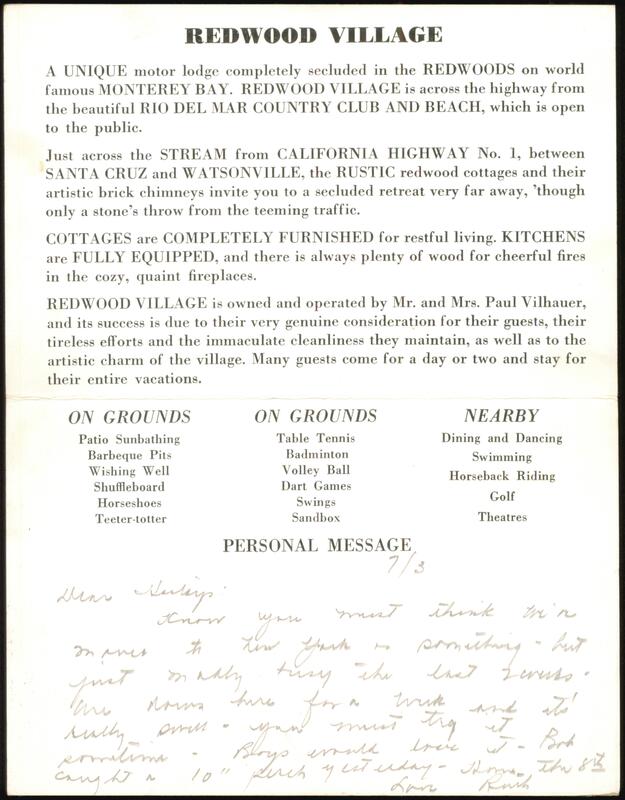 REDWOOD VILLAGE
A UNIQUE motor lodge completely secluded in the REDWOODS on world
famous MONTEREY BAY. REDWOOD VILLAGE is across the highway from
the beautiful RIO DEL MAR COUNTRY CLUB AND BEACH, which is open
to the public.
Just across the STREAM from CALIFORNIA HIGHWAY No. 1, between
SANTA CRUZ and WATSONVILLE, the RUSTIC redwood cottages and their
artistic brick chimneys invite you to a secluded retreat very far away, 'though
only a stone's throw from the teeming traffic.
COTTAGES are COMPLETELY FURNISHED for restful living. KITCHENS
are FULLY EQUIPPED, and there is always plenty of wood for cheerful fires
in the cozy, quaint fireplaces.
REDWOOD VILLAGE is owned and operated by Mr. and Mrs. Paul Vilhauer,
and its success is due to their very genuine consideration for their guests, their
tireless efforts and the immaculate cleanliness they maintain, as well as to the
artistic charm of the village. Many guests come for a day or two and stay for
their entire vacations.
ON GROUNDS
Patio Sunbathing
Barbeque Pits
Wishing Well
Shuffleboard
Horseshoes
Teeter-totter
ON GROUNDS
Table Tennis
Badminton
Volley Ball
Dart Games
Swings
Sandbox
NEARBY
Dining and Dancing
Swimming
Horseback Riding
Golf
Theatres
PERSONAL MESSAGE
7/3
Dear
Know you must think we're
moved to New York or something - but
just madly busy the last 2 weeks.
Are down here for a week and it's
really swell - you must try it
sometime - Boys would love it - Bob
caught a 10" perch yesterday - Home the 8th
Love Ruth